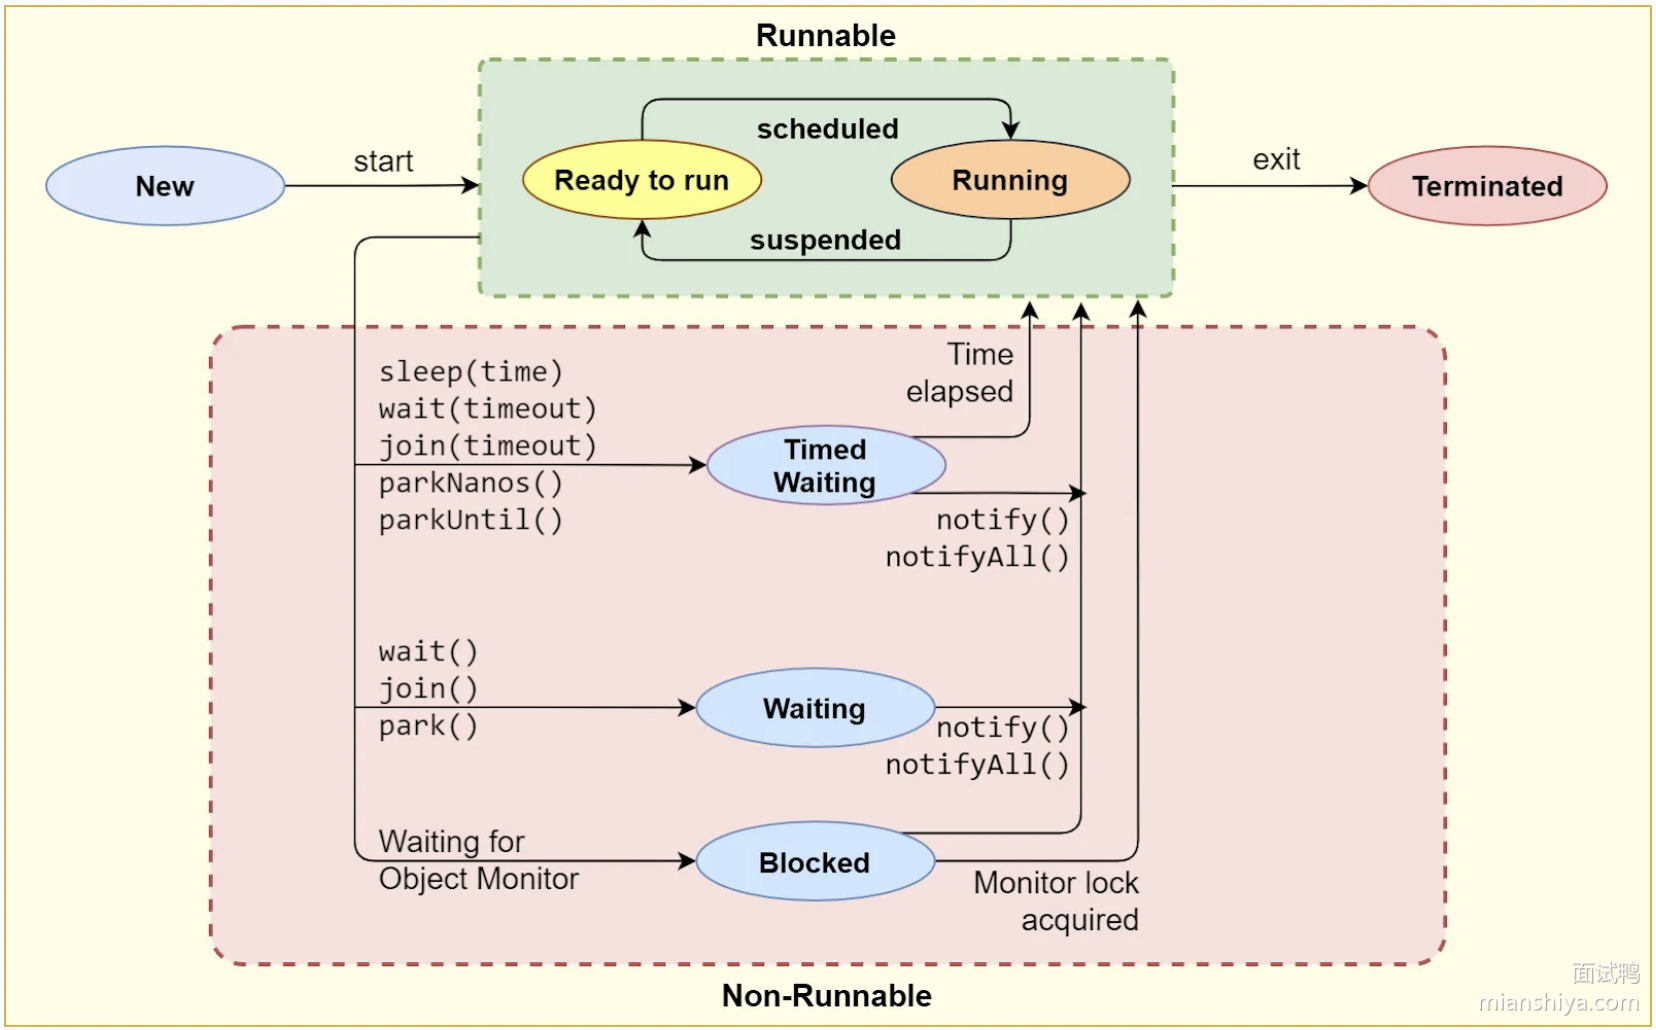 Runnable
scheduled
New
start
Ready to run
Running
exit
Terminated
suspended
sleep(time)
wait(timeout)
join(timeout)
parkNanos()
parkUntil()
Time
elapsed
Timed
Waiting
notify()
notifyAll()
wait()
join()
park()
Waiting
notify()
notifyAll()
Waiting for
Object Monitor
Blocked
Monitor lock
acquired
Non-Runnable
面试鸭
mianshiya.com